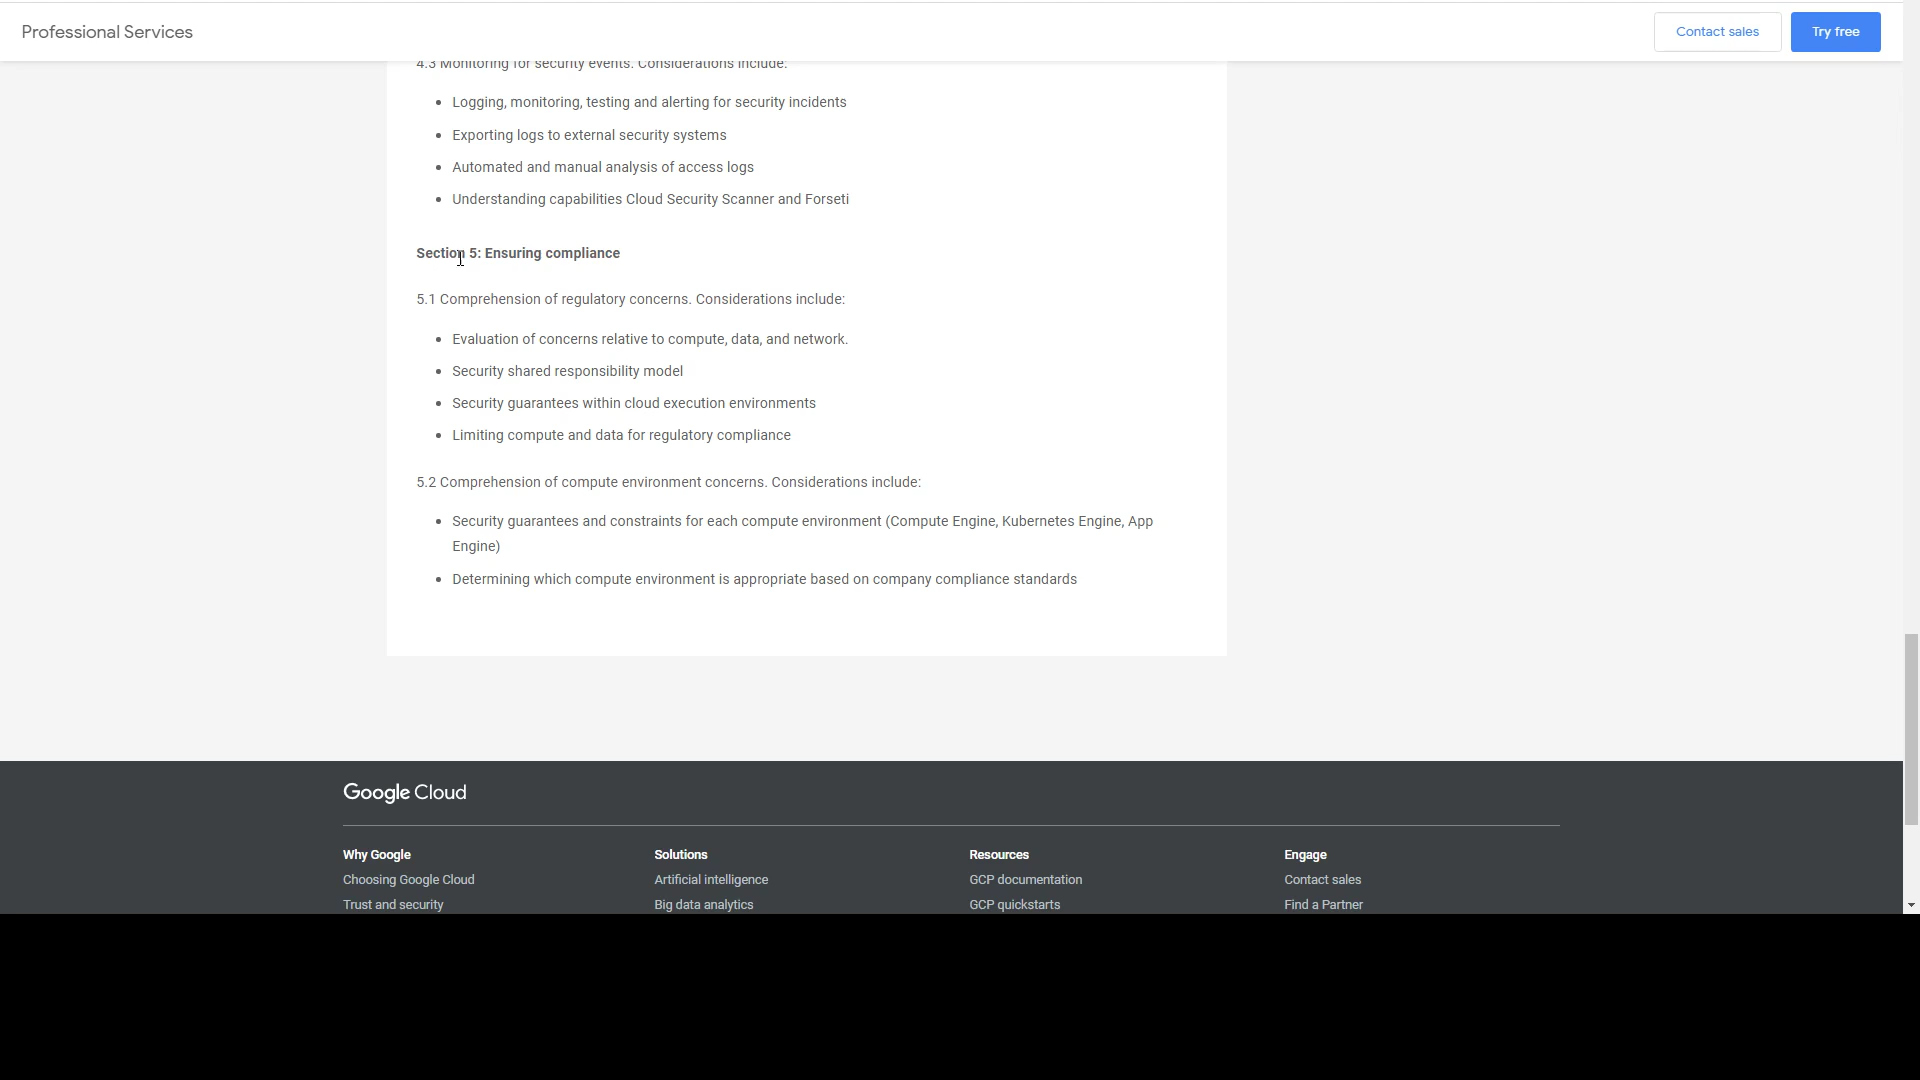 Professional Services
Contact sales
Try free
4.3 Monitoring for security events. Considerations include:
Logging, monitoring, testing and alerting for security incidents
Exporting logs to external security systems
Automated and manual analysis of access logs
Understanding capabilities Cloud Security Scanner and Forseti
Section 5: Ensuring compliance
5.1 Comprehension of regulatory concerns. Considerations include:
Evaluation of concerns relative to compute, data, and network.
Security shared responsibility model
Security guarantees within cloud execution environments
Limiting compute and data for regulatory compliance
5.2 Comprehension of compute environment concerns. Considerations include:
Security guarantees and constraints for each compute environment (Compute Engine, Kubernetes Engine, App
Engine)
Determining which compute environment is appropriate based on company compliance standards
Google Cloud
Why Google
Choosing Google Cloud
Trust and security
Solutions
Artificial intelligence
Big data analytics
Resources
GCP documentation
GCP quickstarts
Engage
Contact sales
Find a Partner